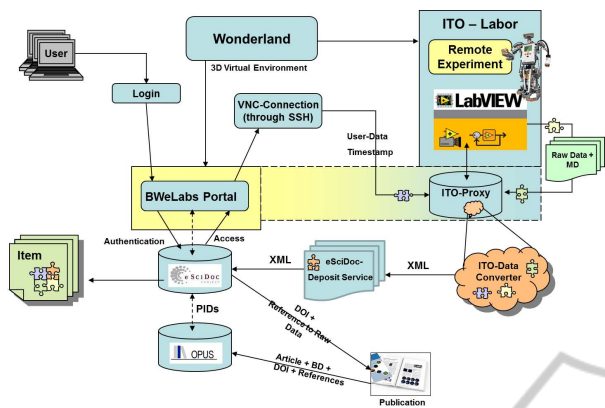 User
Wonderland
3D Virtual Environment
ITO – Labor
Remote
Experiment
LabVIEW
Login
VNC-Connection
(through SSH)
User-Data
Timestamp
Raw Data +
MD
BWeLabs Portal
ITO-Proxy
Authentication
Access
Item
eSciDoc
XML
eSciDoc-
Deposit Service
XML
ITO-Data
Converter
PIDs
DOI +
Reference to Raw
Data
OPUS
Article + BD +
DOI + References
Publication